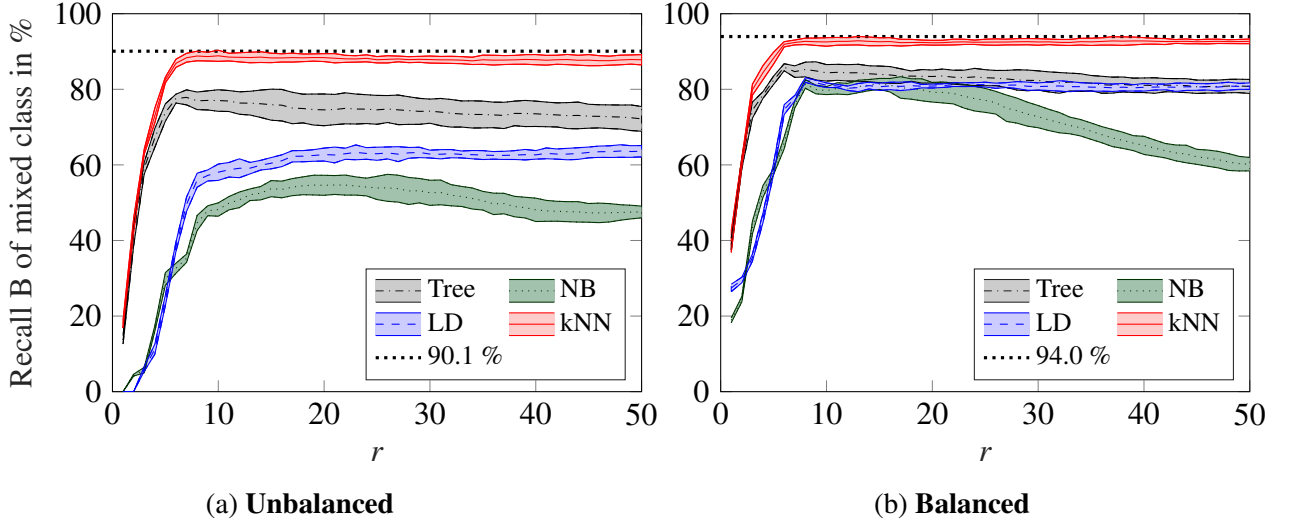 Recall B of mixed class in %
100
80
60
40
20
0
0 10 20 30 40 50
r
Tree NB
LD kNN
90.1 %
(a) Unbalanced
100
80
60
40
20
0
0 10 20 30 40 50
r
Tree NB
LD kNN
94.0 %
(b) Balanced